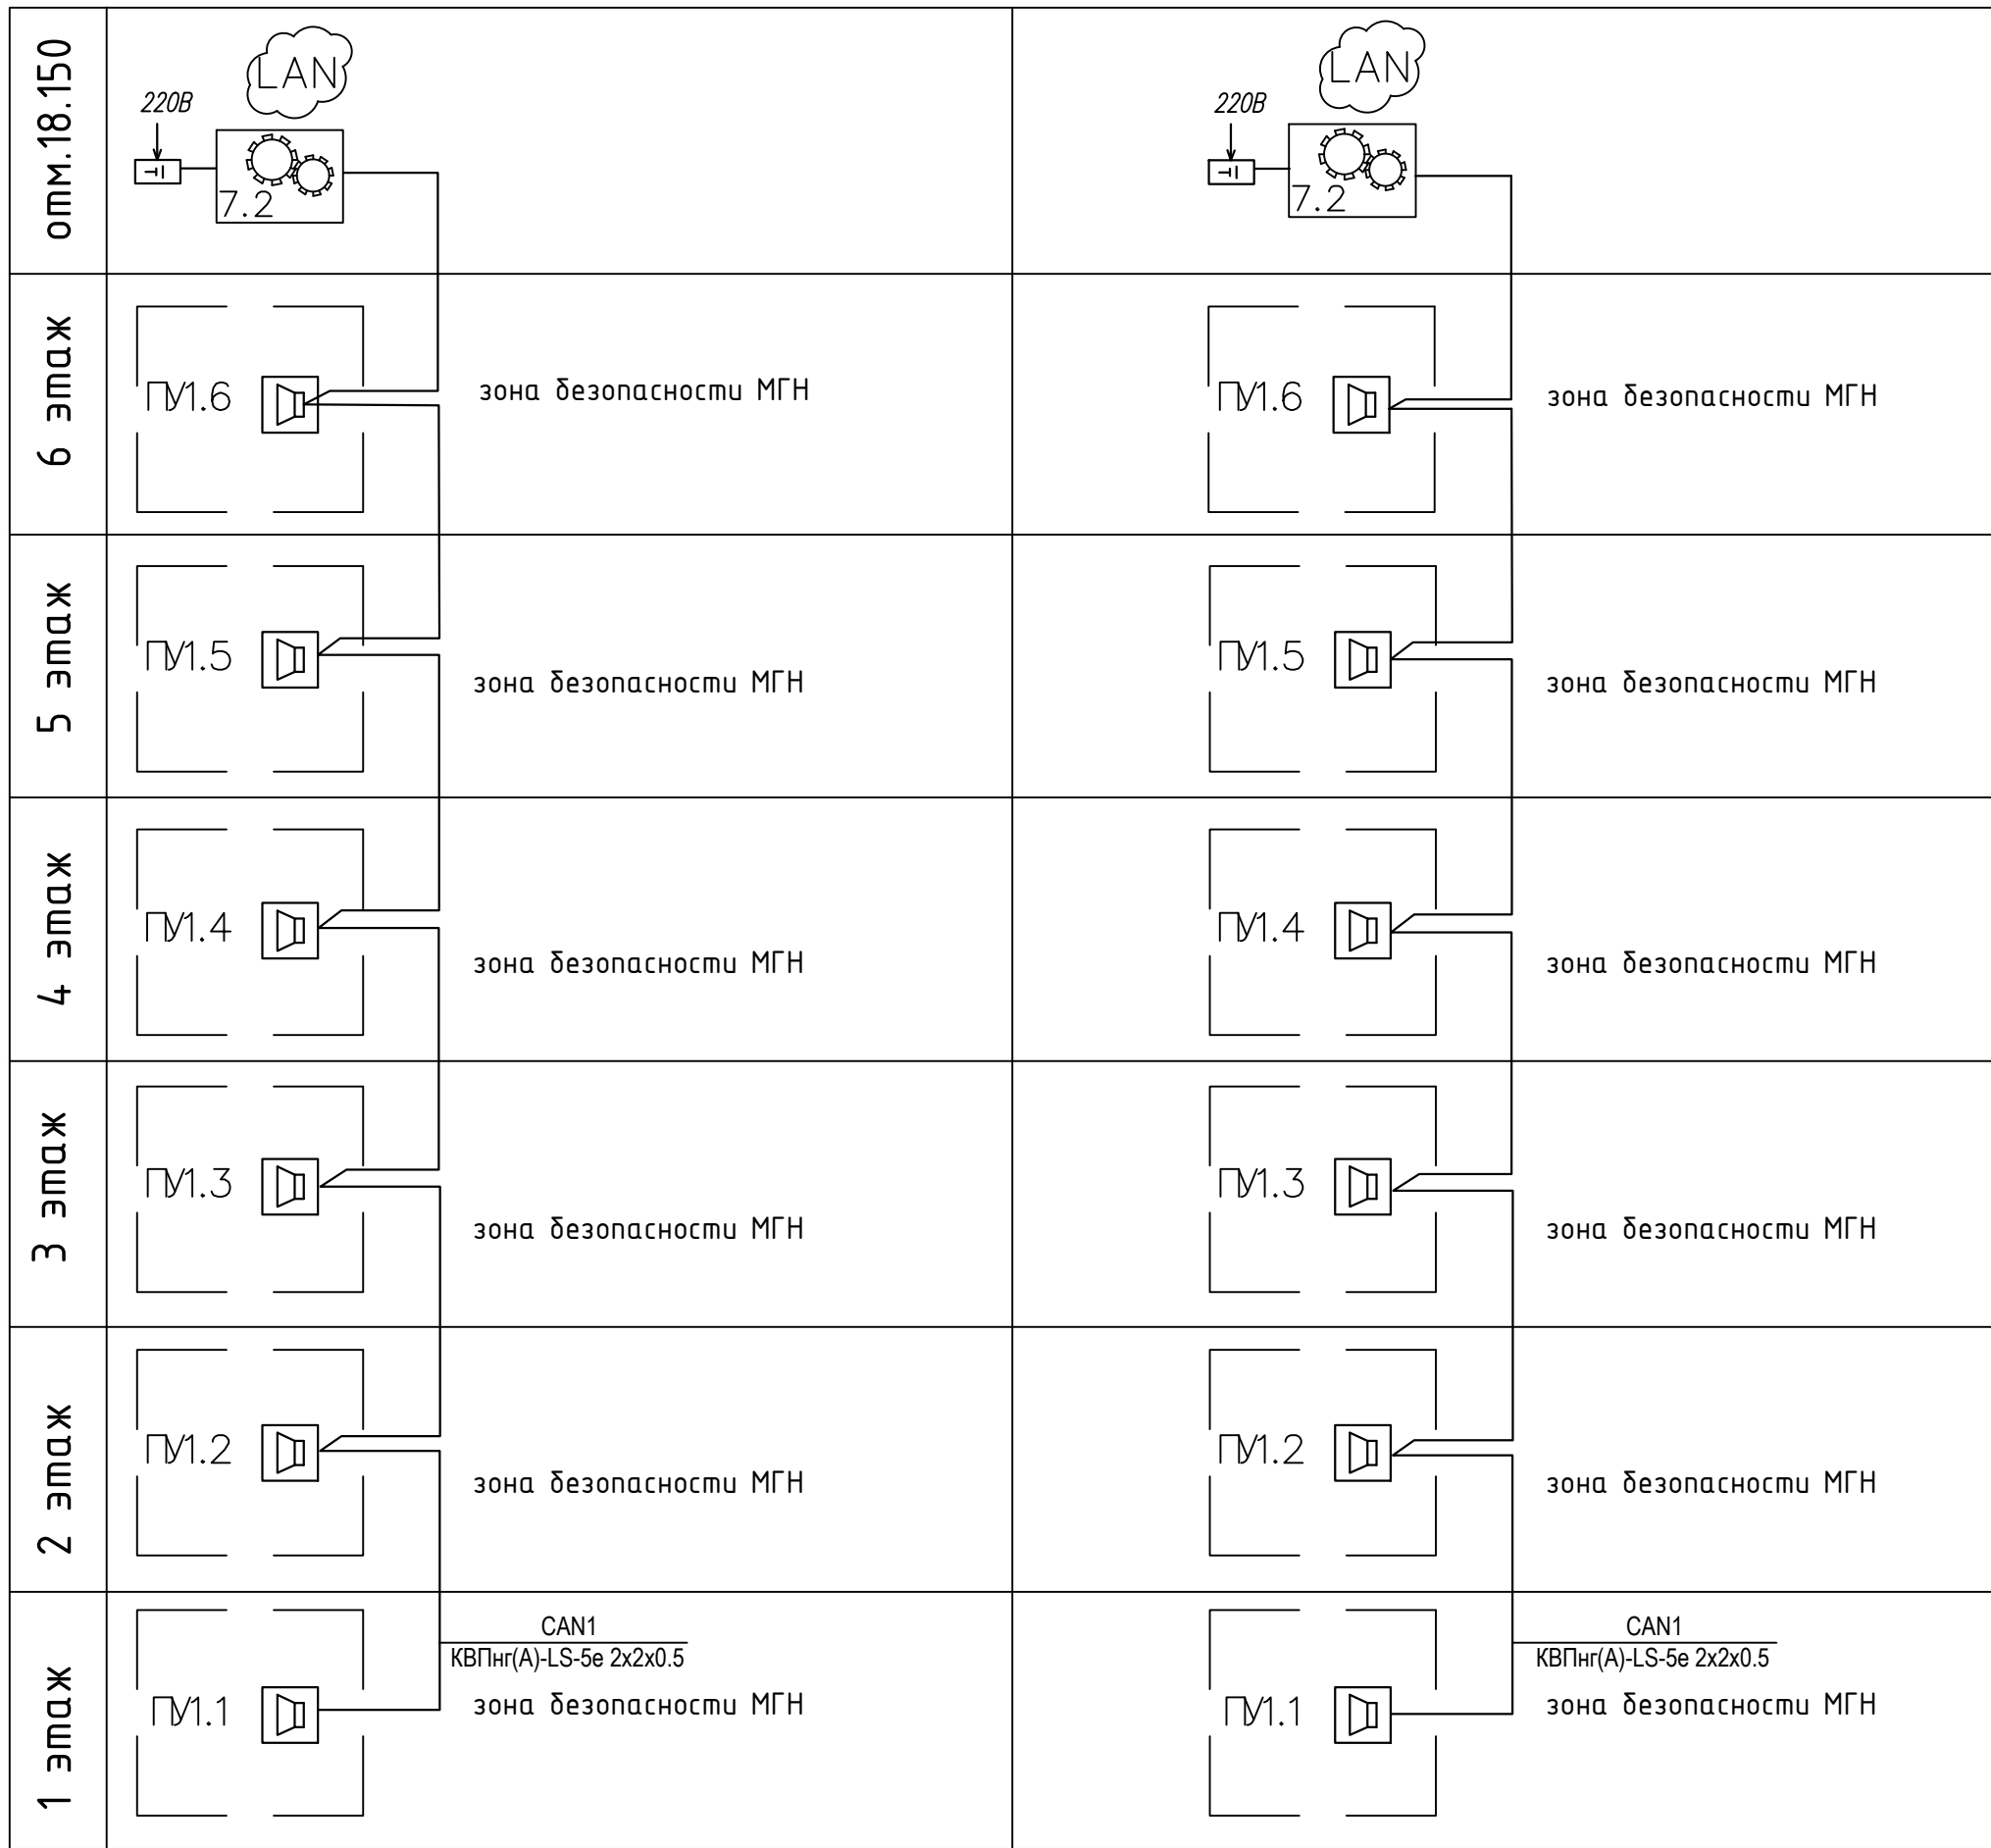 отм.18.150
LAN
220В
7.2
LAN
220В
7.2
6 этаж
ПУ1.6
зона безопасности МГН
ПУ1.6
зона безопасности МГН
5 этаж
ПУ1.5
зона безопасности МГН
ПУ1.5
зона безопасности МГН
4 этаж
ПУ1.4
зона безопасности МГН
ПУ1.4
зона безопасности МГН
3 этаж
ПУ1.3
зона безопасности МГН
ПУ1.3
зона безопасности МГН
2 этаж
ПУ1.2
зона безопасности МГН
ПУ1.2
зона безопасности МГН
1 этаж
ПУ1.1
CAN1
КВПнг(А)-LS-5е 2х2х0.5
зона безопасности МГН
ПУ1.1
CAN1
КВПнг(А)-LS-5е 2х2х0.5
зона безопасности МГН